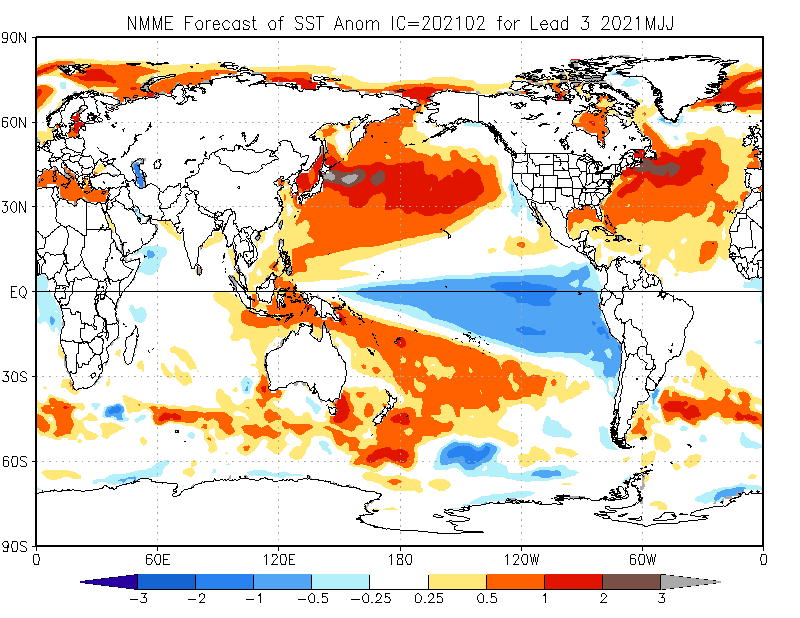 NMME Forecast of SST Anom IC=202102 for Lead 3 2021MJJ
90N
60N
30N
EQ
30S
60S
90S
0 60E 120E 180 120W 60W 0
-3 -2 -1 -0.5 -0.25 0.25 0.5 1 2 3